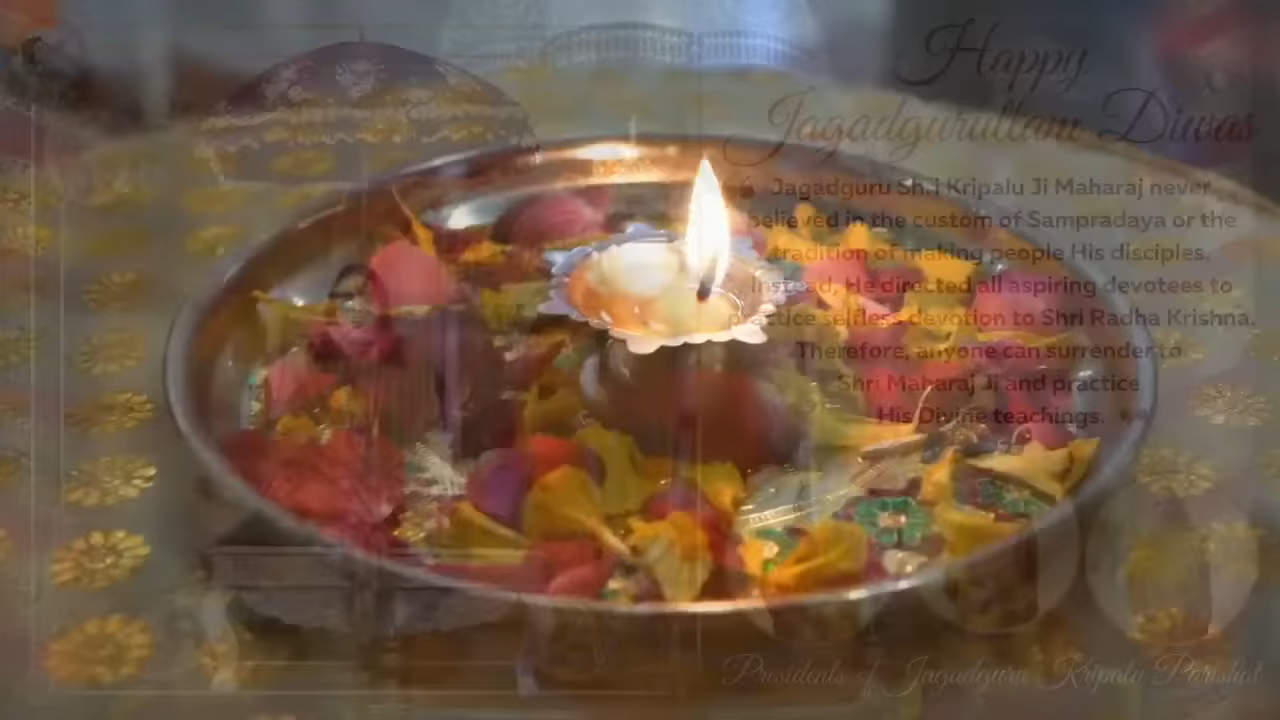 Happy
Jagadguruttam Diwas
Jagadguru Shri Kripalu Ji Maharaj never
believed in the custom of Sampradaya or the
tradition of making people His disciples,
Instead, He directed all aspiring devotees to
practice selfless devotion to Shri Radha Krishna.
Therefore, anyone can surrender to
Shri Maharaj Ji and practice
His Divine teachings.
Presidents of Jagadguru Kripalu Parishat